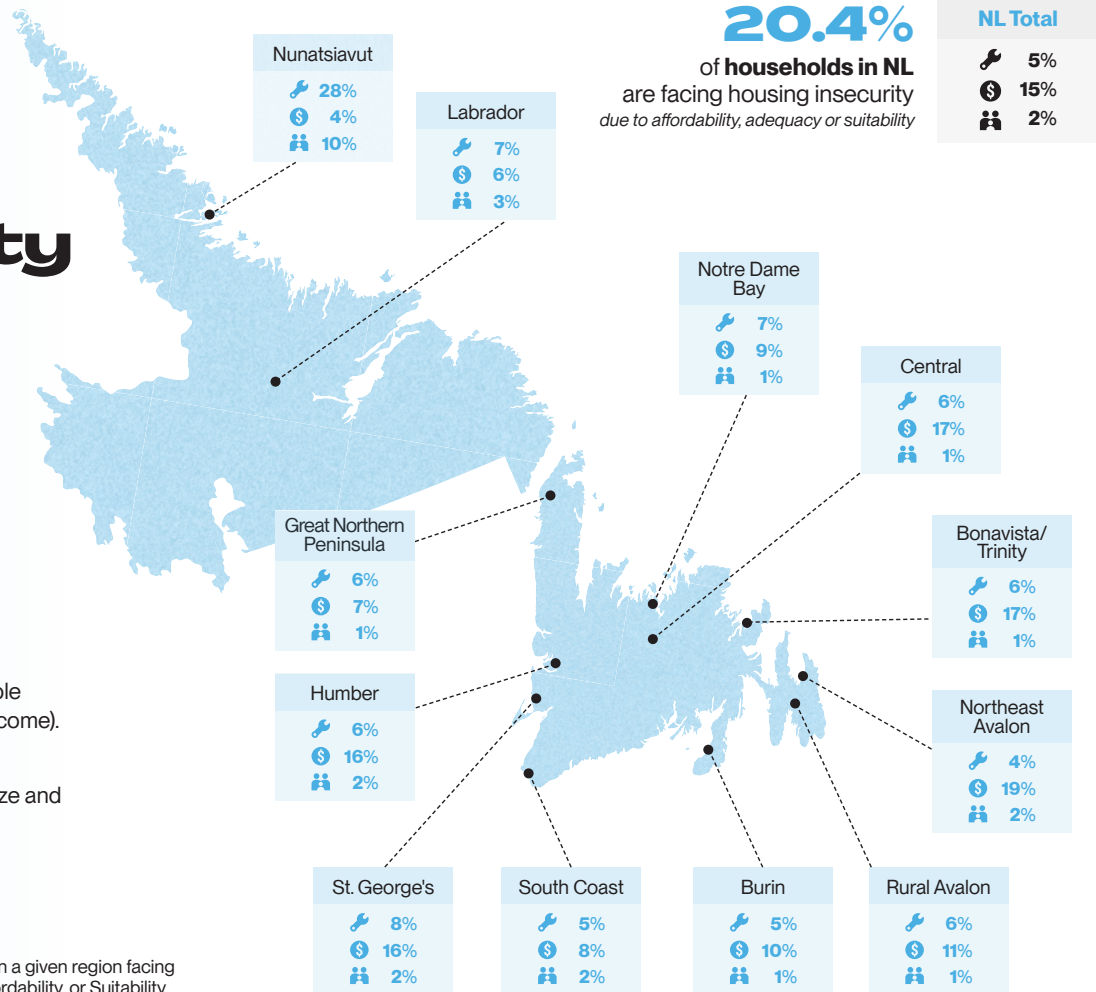 20.4%
of households in NL
are facing housing insecurity
due to affordability, adequacy or suitability
NL Total
5%
$ 15%
2%
Nunatsiavut
28%
$ 4%
10%
Labrador
7%
$ 6%
3%
ty
Notre Dame
Bay
7%
$ 9%
1%
Central
6%
$ 17%
1%
Great Northern
Peninsula
6%
$ 7%
1%
Bonavista/
Trinity
6%
$ 17%
1%
Humber
6%
$ 16%
2%
Northeast
Avalon
4%
$ 19%
2%
come).
ze and
St. George's
8%
$ 16%
2%
South Coast
5%
$ 8%
2%
Burin
5%
$ 10%
1%
Rural Avalon
6%
$ 11%
1%
n a given region facing
ordability, or Suitability